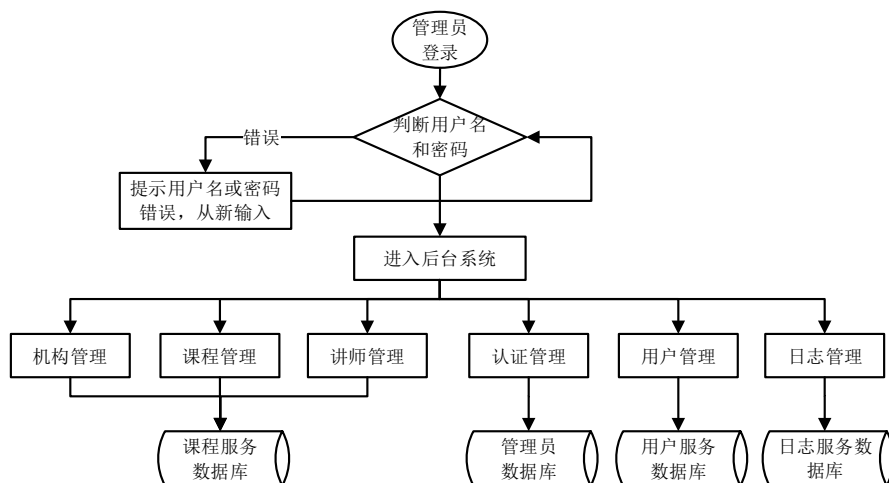 管理员
登录
判断用户名
和密码
错误
提示用户名或密码
错误，从新输入
进入后台系统
机构管理
课程管理
讲师管理
认证管理
用户管理
日志管理
课程服务
数据库
管理员
数据库
用户服务
数据库
日志服务数
据库